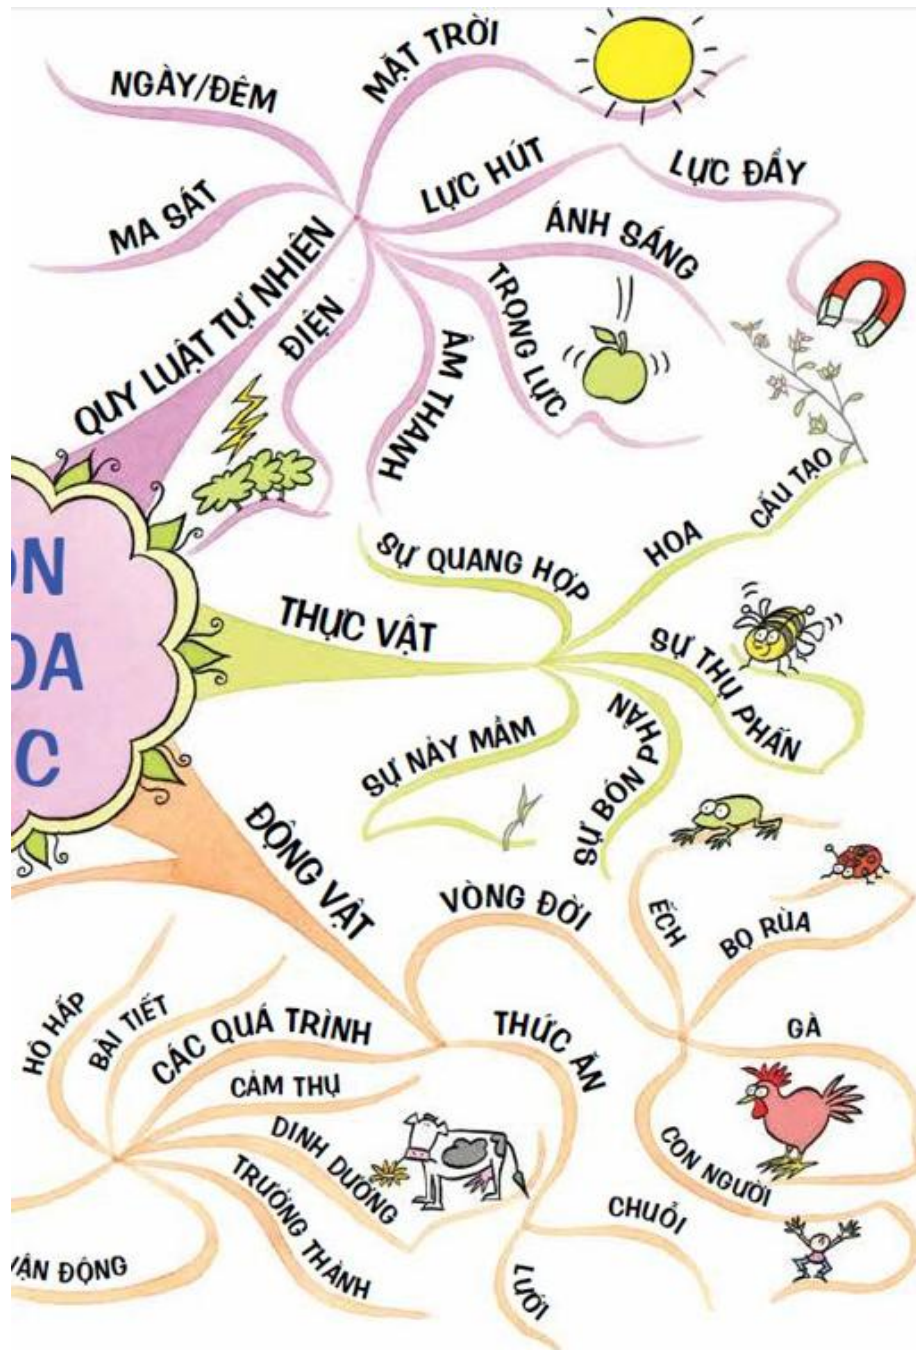 NGÀY/ĐÊM
MẶT TRỜI
MA SÁT
LỰC HÚT
LỰC ĐẨY
ÁNH SÁNG
QUY LUẬT TỰ NHIÊN
ĐIỆN
ÂM THANH
TRỌNG LỰC
ÔN
OA
C
THỰC VẬT
SỰ QUANG HỢP
HOA
CẤU TẠO
SỰ THỤ PHẤN
SỰ BÓN PHẬN
SỰ NẢY MẦM
ĐỘNG VẬT
VÒNG ĐỜI
ẾCH
BỌ RÙA
GÀ
CON NGƯỜI
THỨC ĂN
CHUỖI
LƯỚI
CÁC QUÁ TRÌNH
HÔ HẤP
BÀI TIẾT
CẢM THỤ
DINH DƯỠNG
TRƯỞNG THÀNH
VẬN ĐỘNG